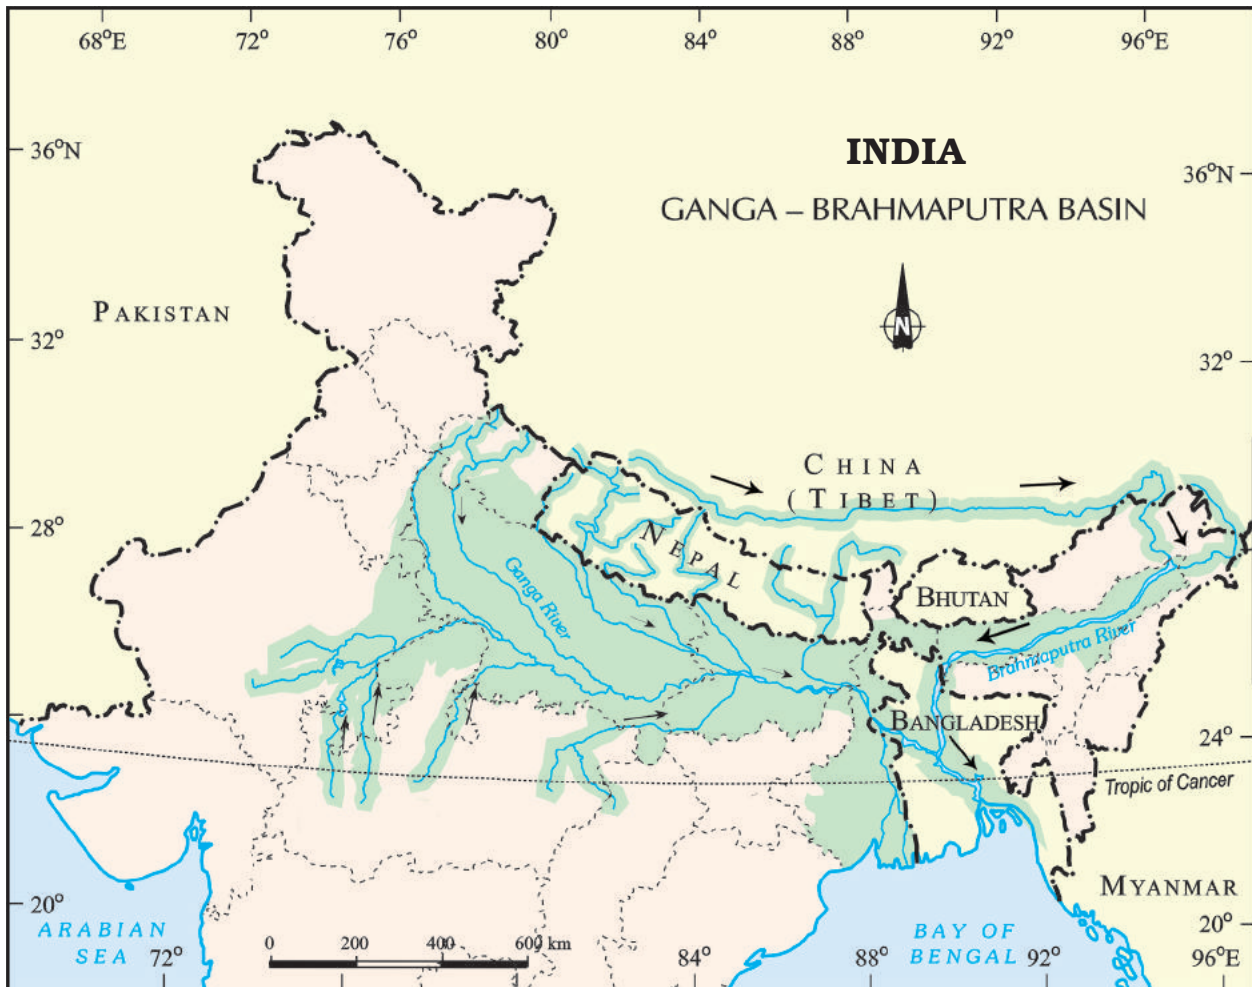 68°E 72° 76° 80° 84° 88° 92° 96°E
36°N
INDIA
36°N
GANGA – BRAHMAPUTRA BASIN
PAKISTAN
N
32°
32°
CHINA
(TIBET)
28°
NEPAL
28°
Ganga River
BHUTAN
Brahmaputra River
BANGLADESH
24°
Tropic of Cancer
MYANMAR
20°
20°
ARABIAN
SEA
0 200 400 600 km
BAY OF
BENGAL
72° 84° 88° 92° 96°E